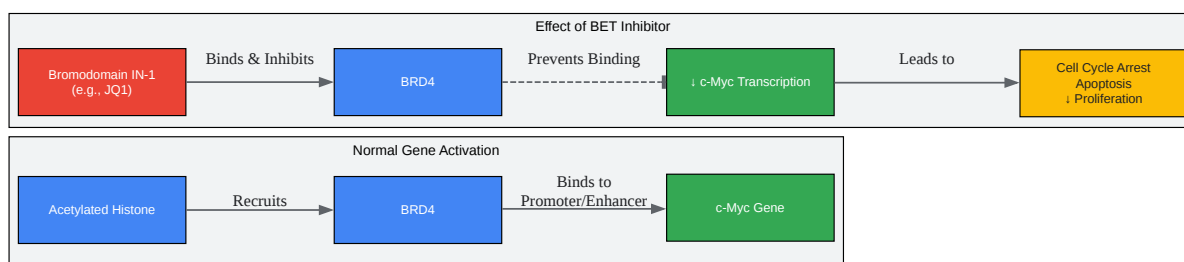 Effect of BET Inhibitor
Bromodomain IN-1
(e.g., JQ1)
Binds & Inhibits
BRD4
Prevents Binding
↓ c-Myc Transcription
Leads to
Cell Cycle Arrest
Apoptosis
↓ Proliferation
Normal Gene Activation
Acetylated Histone
Recruits
BRD4
Binds to
Promoter/Enhancer
c-Myc Gene